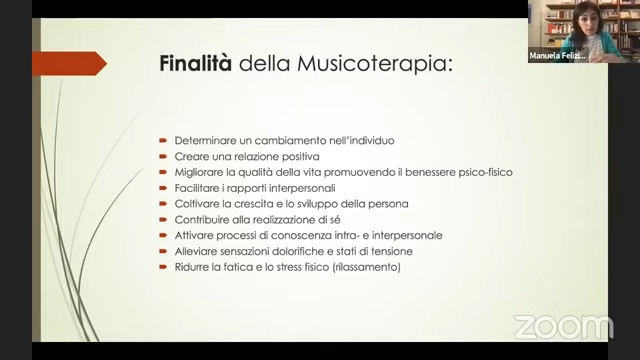 Finalità della Musicoterapia:
Manuela Felizi...
Determinare un cambiamento nell'individuo
Creare una relazione positiva
Migliorare la qualità della vita promuovendo il benessere psico-fisico
Facilitare i rapporti interpersonali
Coltivare la crescita e lo sviluppo della persona
Contribuire alla realizzazione di sé
Attivare processi di conoscenza intra- e interpersonale
Alleviare sensazioni dolorifiche e stati di tensione
Ridurre la fatica e lo stress fisico (rilassamento)
zoom